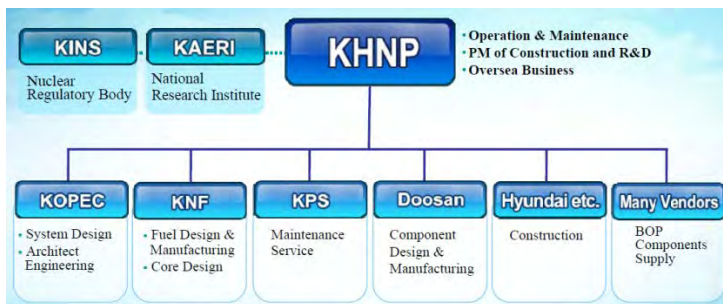 KINS
Nuclear
Regulatory Body
KAERI
National
Research Institute
KHNP
• Operation & Maintenance
• PM of Construction and R&D
• Oversea Business
KOPEC
• System Design
• Architect
Engineering
KNF
• Fuel Design &
Manufacturing
• Core Design
KPS
Maintenance
Service
Doosan
Component
Design &
Manufacturing
Hyundai etc.
Construction
Many Vendors
BOP
Components
Supply